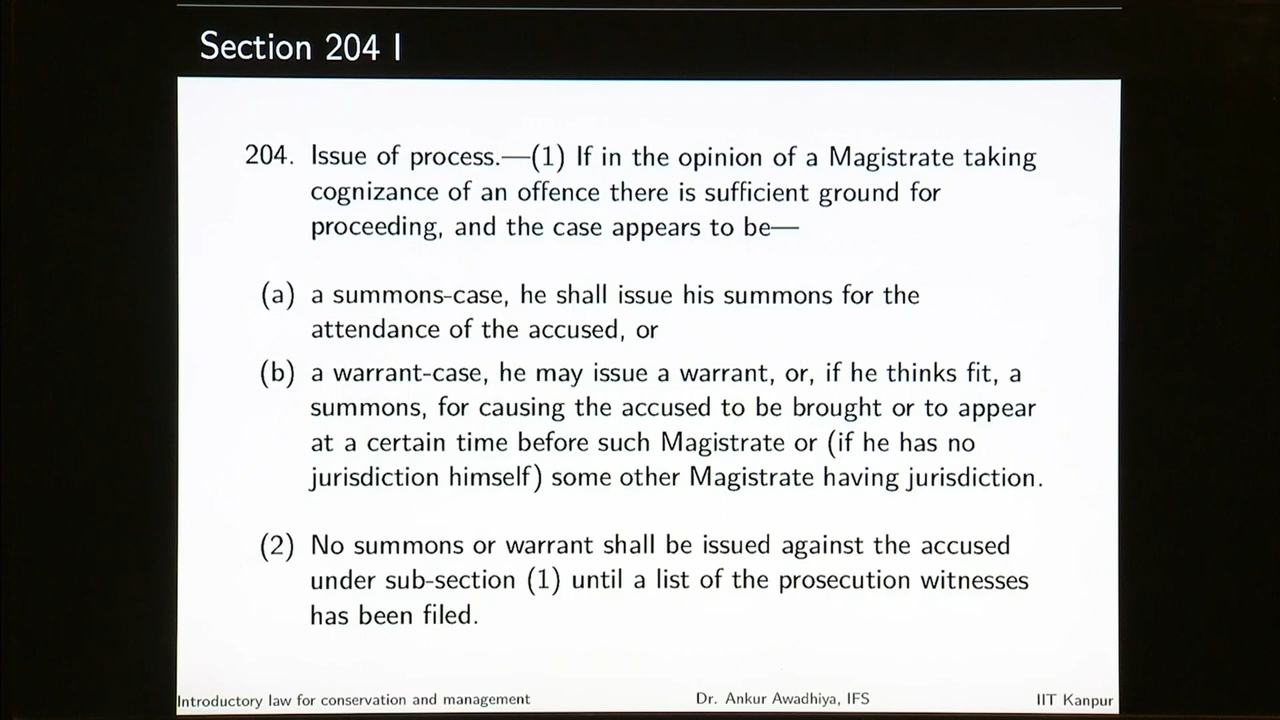 Section 204 I
204. Issue of process.—(1) If in the opinion of a Magistrate taking
cognizance of an offence there is sufficient ground for
proceeding, and the case appears to be—
(a) a summons-case, he shall issue his summons for the
attendance of the accused, or
(b) a warrant-case, he may issue a warrant, or, if he thinks fit, a
summons, for causing the accused to be brought or to appear
at a certain time before such Magistrate or (if he has no
jurisdiction himself) some other Magistrate having jurisdiction.
(2) No summons or warrant shall be issued against the accused
under sub-section (1) until a list of the prosecution witnesses
has been filed.
Introductory law for conservation and management Dr. Ankur Awadhiya, IFS IIT Kanpur